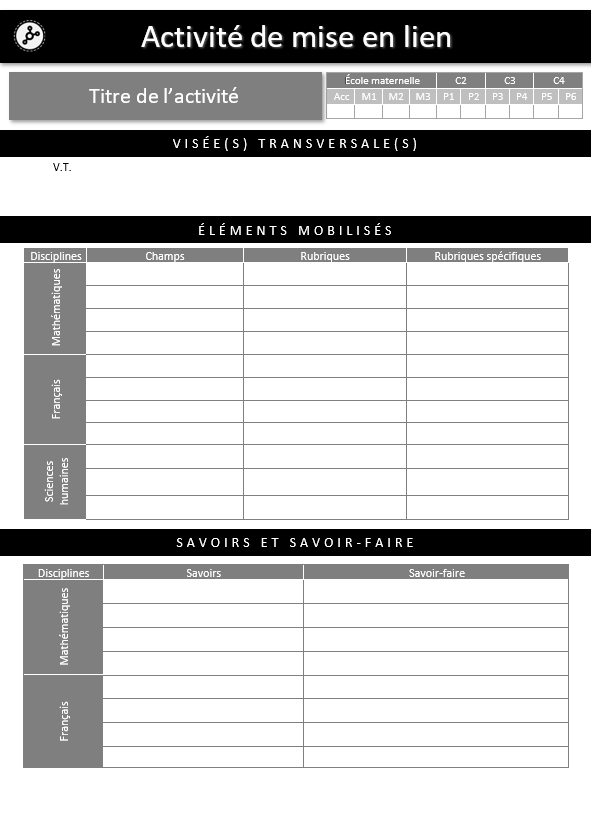 Activité de mise en lien
Titre de l’activité
École maternelle C2 C3 C4
Acc M1 M2 M3 P1 P2 P3 P4 P5 P6
VISÉE(S) TRANSVERSALE(S)
V.T.
ÉLÉMENTS MOBILISÉS
Disciplines Champs Rubriques Rubriques spécifiques
Mathématiques
Français
Sciences
humaines
SAVOIRS ET SAVOIR-FAIRE
Disciplines Savoirs Savoir-faire
Mathématiques
Français